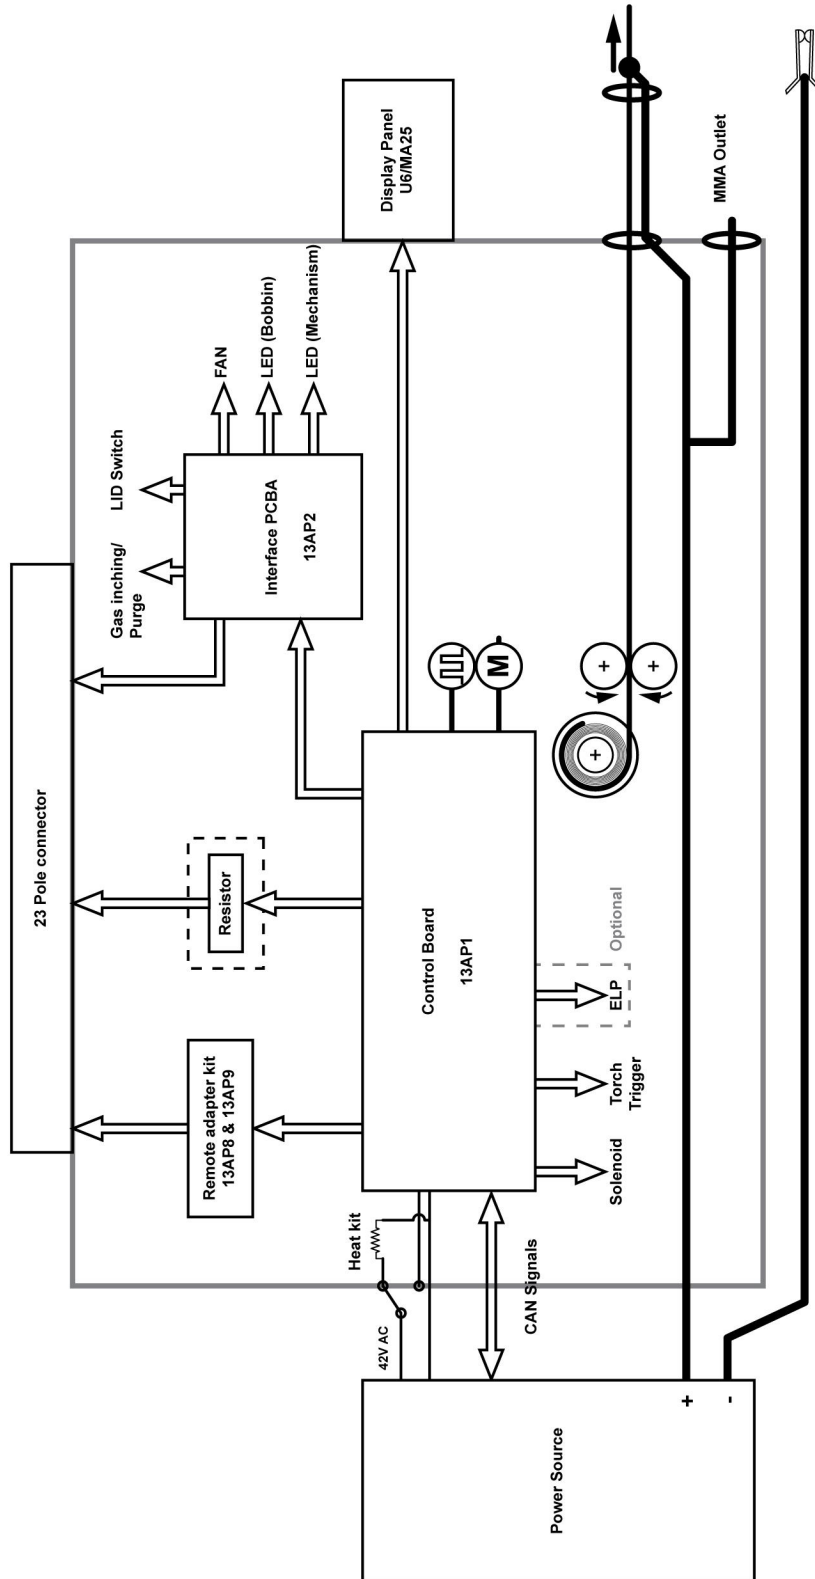 23 Pole connector
Remote adapter kit
13AP8 & 13AP9
Resistor
Gas inching/
Purge
LID Switch
Interface PCBA
13AP2
FAN
LED (Bobbin)
LED (Mechanism)
Display Panel
U6/MA25
Heat kit
42V AC
Control Board
13AP1
M
CAN Signals
Solenoid
Torch
Trigger
ELP
Optional
Power Source
+
-
+
+
+
MMA Outlet